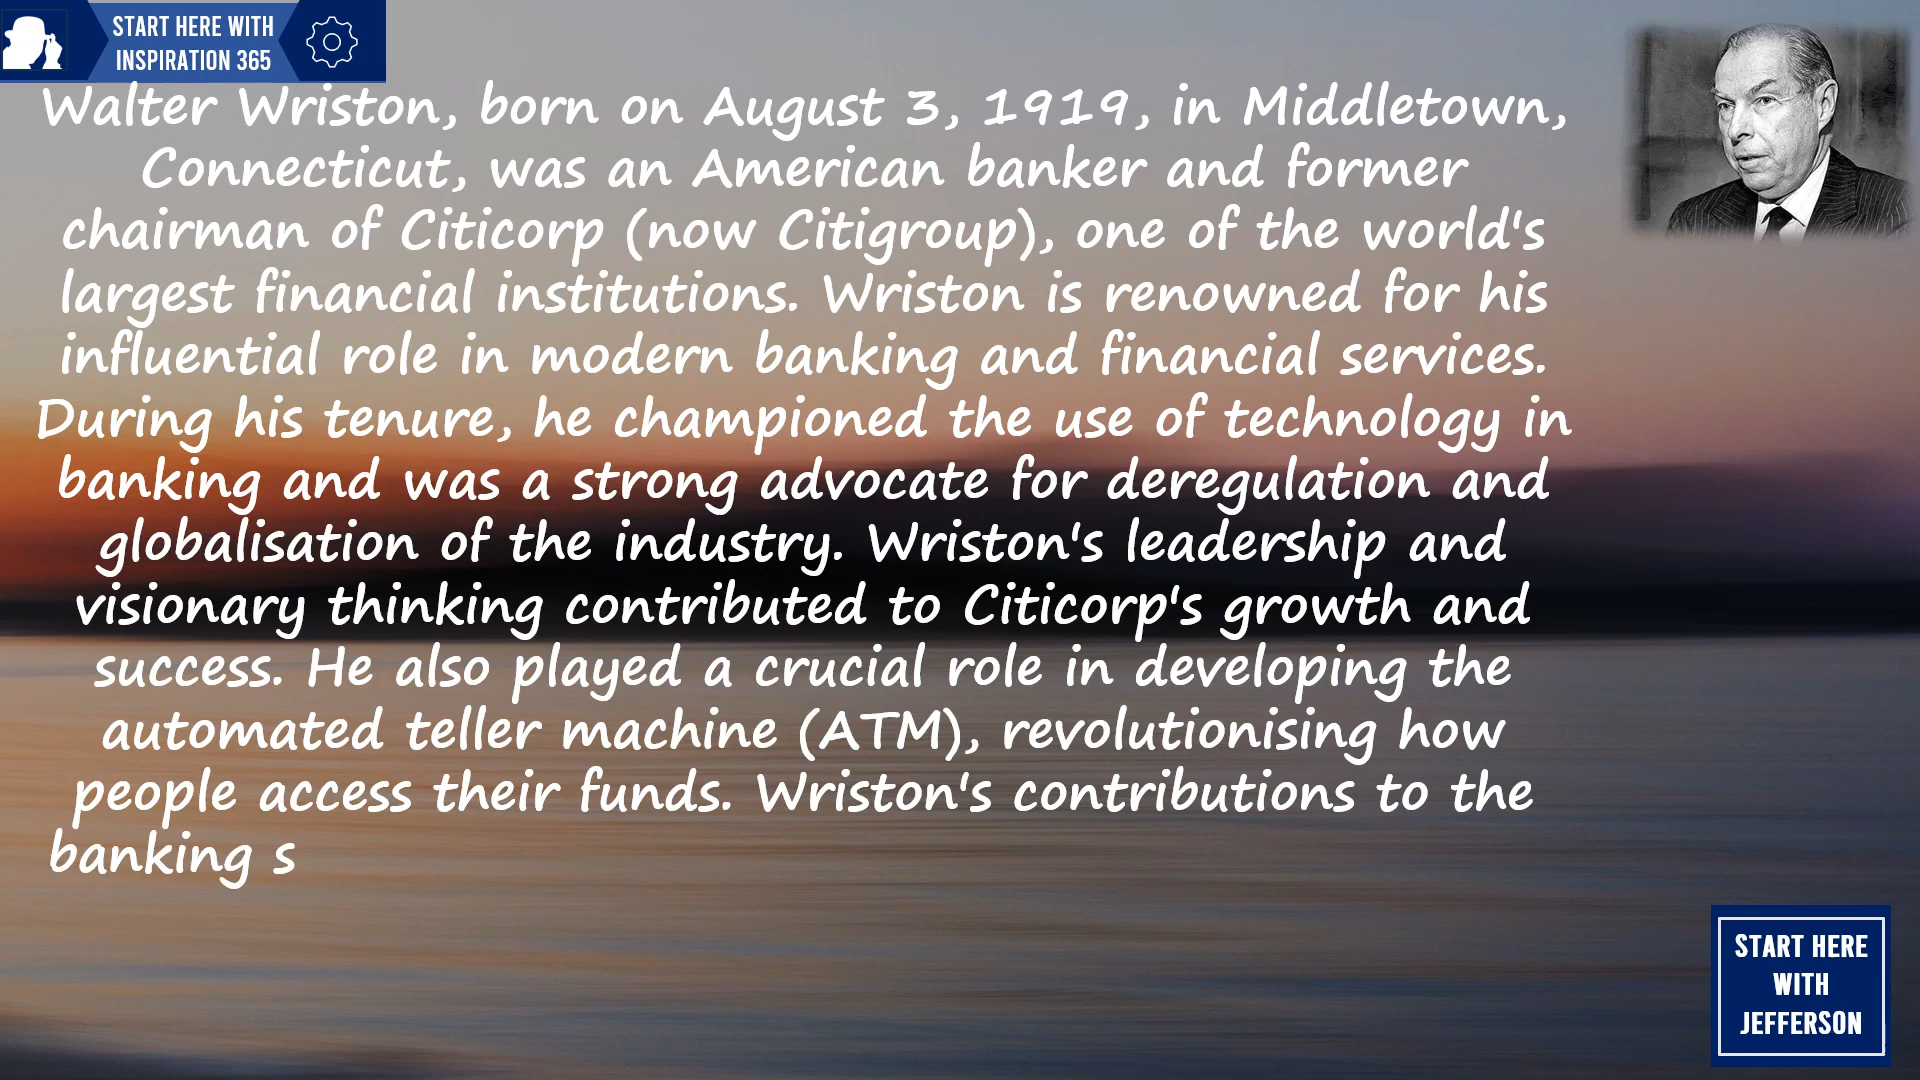 START HERE WITH
INSPIRATION 365
Walter Wriston, born on August 3, 1919, in Middletown,
Connecticut, was an American banker and former
chairman of Citicorp (now Citigroup), one of the world's
largest financial institutions. Wriston is renowned for his
influential role in modern banking and financial services.
During his tenure, he championed the use of technology in
banking and was a strong advocate for deregulation and
globalisation of the industry. Wriston's leadership and
visionary thinking contributed to Citicorp's growth and
success. He also played a crucial role in developing the
automated teller machine (ATM), revolutionising how
people access their funds. Wriston's contributions to the
banking s
START HERE
WITH
JEFFERSON